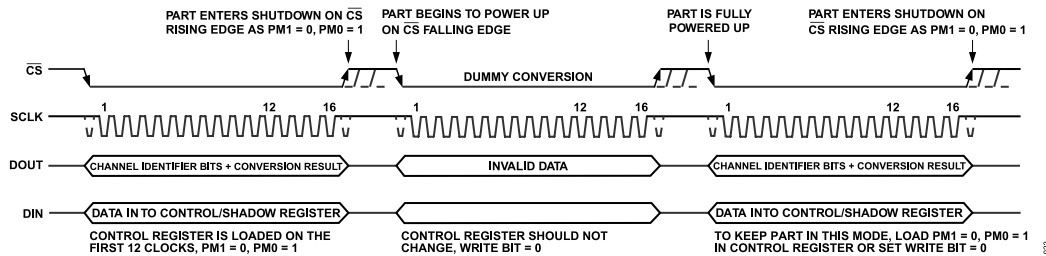 PART ENTERS SHUTDOWN ON CS
RISING EDGE AS PM1 = 0, PM0 = 1
PART BEGINS TO POWER UP
ON CS FALLING EDGE
PART IS FULLY
POWERED UP
PART ENTERS SHUTDOWN ON
CS RISING EDGE AS PM1 = 0, PM0 = 1
CS
DUMMY CONVERSION
SCLK
1 12 16 1 12 16 1 12 16
DOUT
CHANNEL IDENTIFIER BITS + CONVERSION RESULT
INVALID DATA
CHANNEL IDENTIFIER BITS + CONVERSION RESULT
DIN
DATA IN TO CONTROL/SHADOW REGISTER
DATA INTO CONTROL/SHADOW REGISTER
CONTROL REGISTER IS LOADED ON THE
FIRST 12 CLOCKS, PM1 = 0, PM0 = 1
CONTROL REGISTER SHOULD NOT
CHANGE, WRITE BIT = 0
TO KEEP PART IN THIS MODE, LOAD PM1 = 0, PM0 = 1
IN CONTROL REGISTER OR SET WRITE BIT = 0